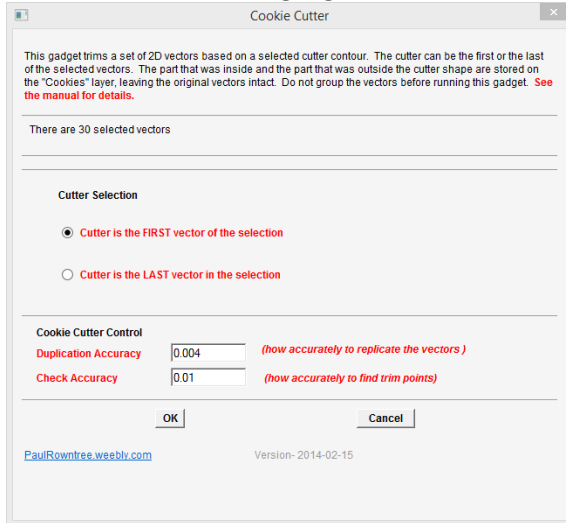 Cookie Cutter
This gadget trims a set of 2D vectors based on a selected cutter contour.  The cutter can be the first or the last
of the selected vectors.  The part that was inside and the part that was outside the cutter shape are stored on
the "Cookies" layer, leaving the original vectors intact.  Do not group the vectors before running this gadget.  See
the manual for details.
There are 30 selected vectors
Cutter Selection
Cutter is the FIRST vector of the selection
Cutter is the LAST vector in the selection
Cookie Cutter Control
Duplication Accuracy 0.004 (how accurately to replicate the vectors )
Check Accuracy 0.01 (how accurately to find trim points)
OK Cancel
PaulRowntree.weebly.com Version- 2014-02-15